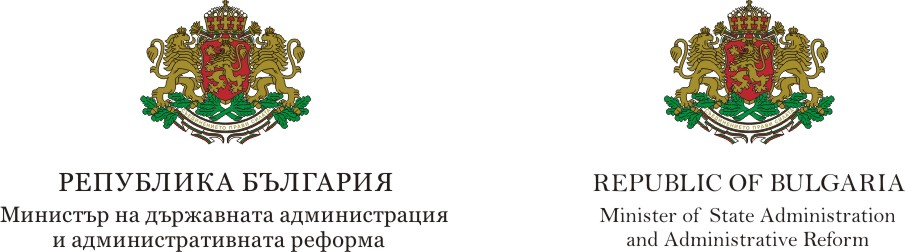 РЕПУБЛИКА БЪЛГАРИЯ
Министър на държавната администрация
и административната реформа
REPUBLIC OF BULGARIA
Minister of State Administration
and Administrative Reform